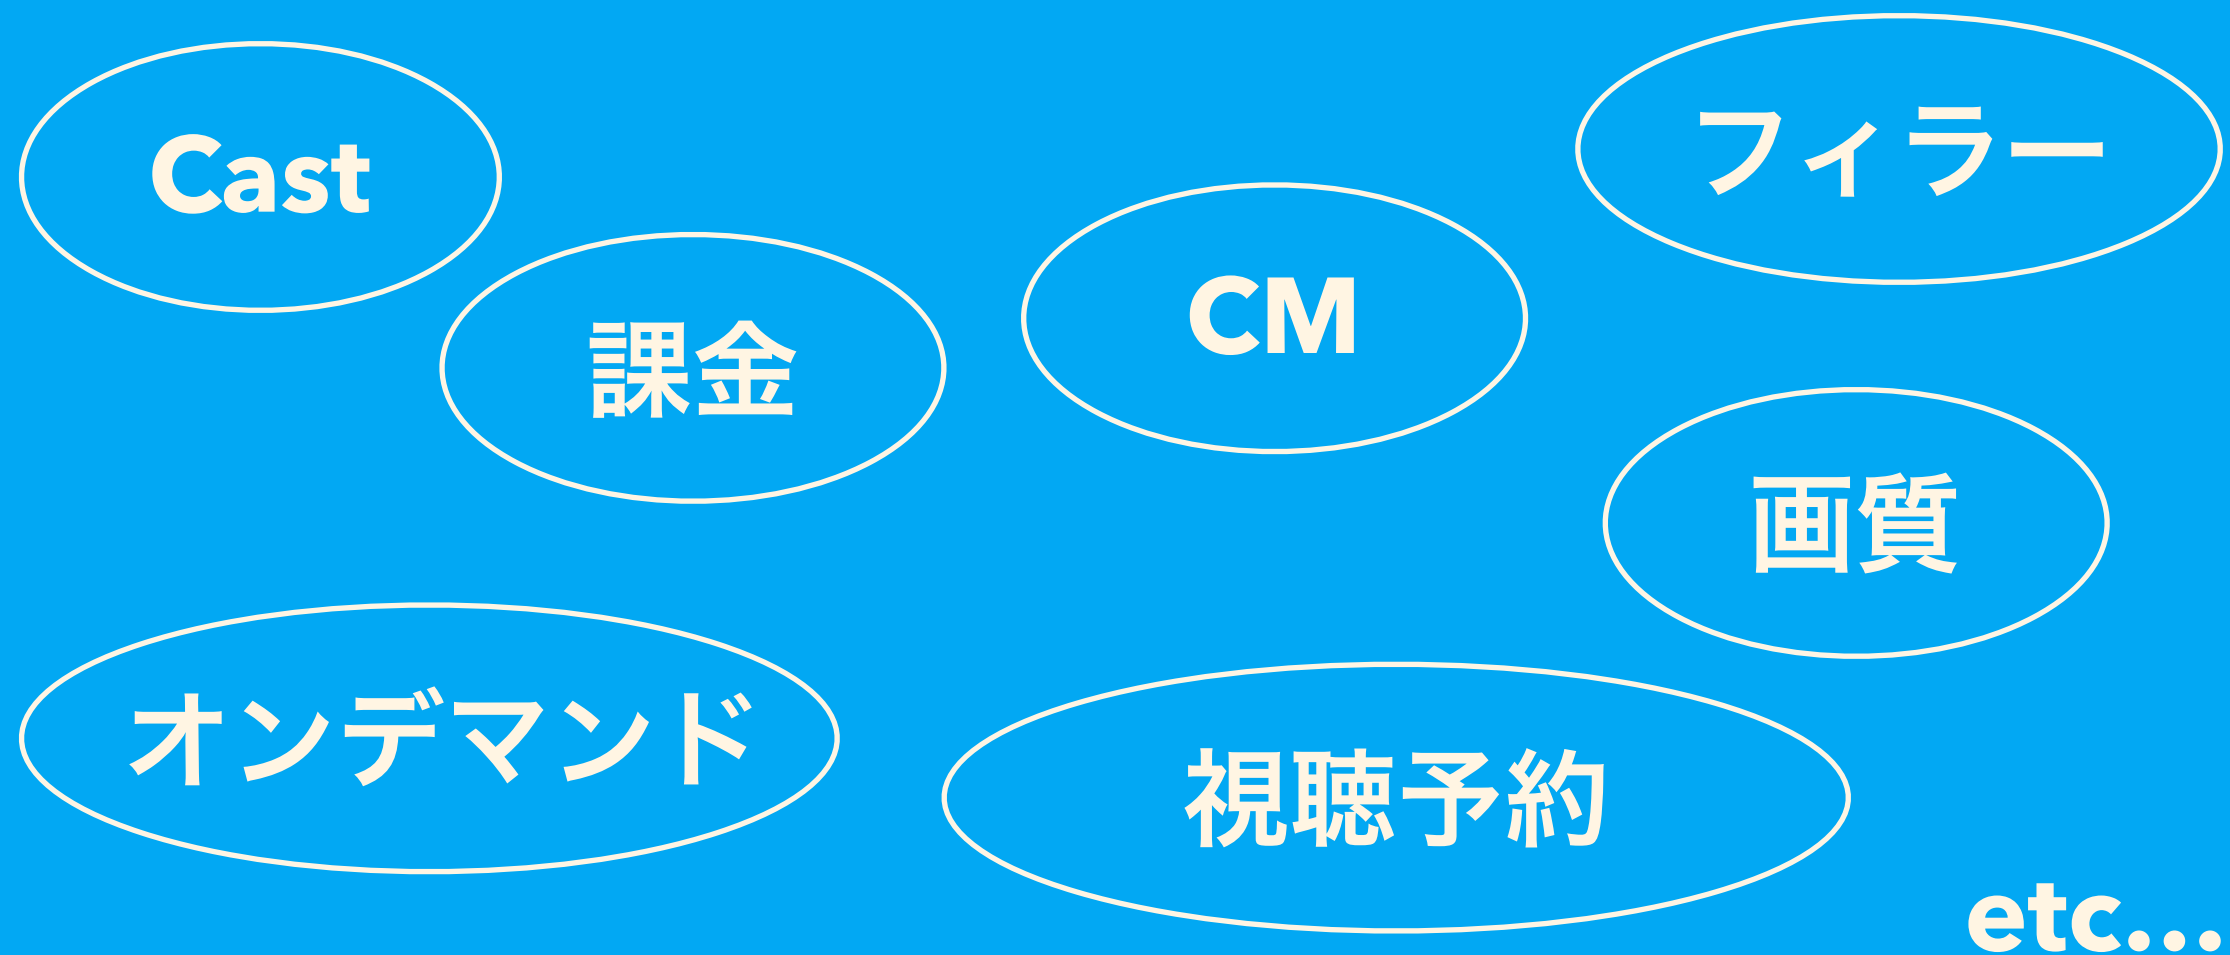 Cast
フィラー
課金
CM
画質
オンデマンド
視聴予約
etc...